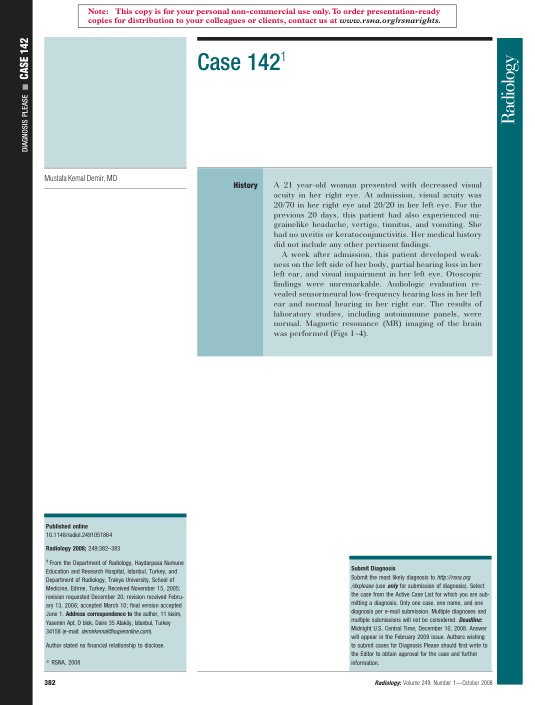 Note: This copy is for your personal non-commercial use only. To order presentation-ready
copies for distribution to your colleagues or clients, contact us at www.rsna.org/rsnarights.
DIAGNOSIS PLEASE ■ CASE 142
Case 142¹
Radiology
Mustafa Kemal Demir, MD
History
A 21 year-old woman presented with decreased visual
acuity in her right eye. At admission, visual acuity was
20/70 in her right eye and 20/20 in her left eye. For the
previous 20 days, this patient had also experienced mi-
grainelike headache, vertigo, tinnitus, and vomiting. She
had no uveitis or keratoconjunctivitis. Her medical history
did not include any other pertinent findings.
A week after admission, this patient developed weak-
ness on the left side of her body, partial hearing loss in her
left ear, and visual impairment in her left eye. Otoscopic
findings were unremarkable. Audiologic evaluation re-
vealed sensorineural low-frequency hearing loss in her left
ear and normal hearing in her right ear. The results of
laboratory studies, including autoimmune panels, were
normal. Magnetic resonance (MR) imaging of the brain
was performed (Figs 1–4).
Published online
10.1148/radiol.2491051864
Radiology 2008; 249:382–383
¹ From the Department of Radiology, Haydarpasa Numune
Education and Research Hospital, Istanbul, Turkey, and
Department of Radiology, Trakya University, School of
Medicine, Edirne, Turkey. Received November 15, 2005;
revision requested December 20; revision received Febru-
ary 13, 2006; accepted March 10; final version accepted
June 1. Address correspondence to the author, 11 kisim,
Yasemin Apt, D blok, Daire 35 Ataköy, Istanbul, Turkey
34158 (e-mail: demirkemal@superonline.com).
Author stated no financial relationship to disclose.
© RSNA, 2008
Submit Diagnosis
Submit the most likely diagnosis to http://rsna.org
/dxplease (use only for submission of diagnosis). Select
the case from the Active Case List for which you are sub-
mitting a diagnosis. Only one case, one name, and one
diagnosis per e-mail submission. Multiple diagnoses and
multiple submissions will not be considered. Deadline:
Midnight U.S. Central Time, December 10, 2008. Answer
will appear in the February 2009 issue. Authors wishing
to submit cases for Diagnosis Please should first write to
the Editor to obtain approval for the case and further
information.
382
Radiology: Volume 249: Number 1—October 2008